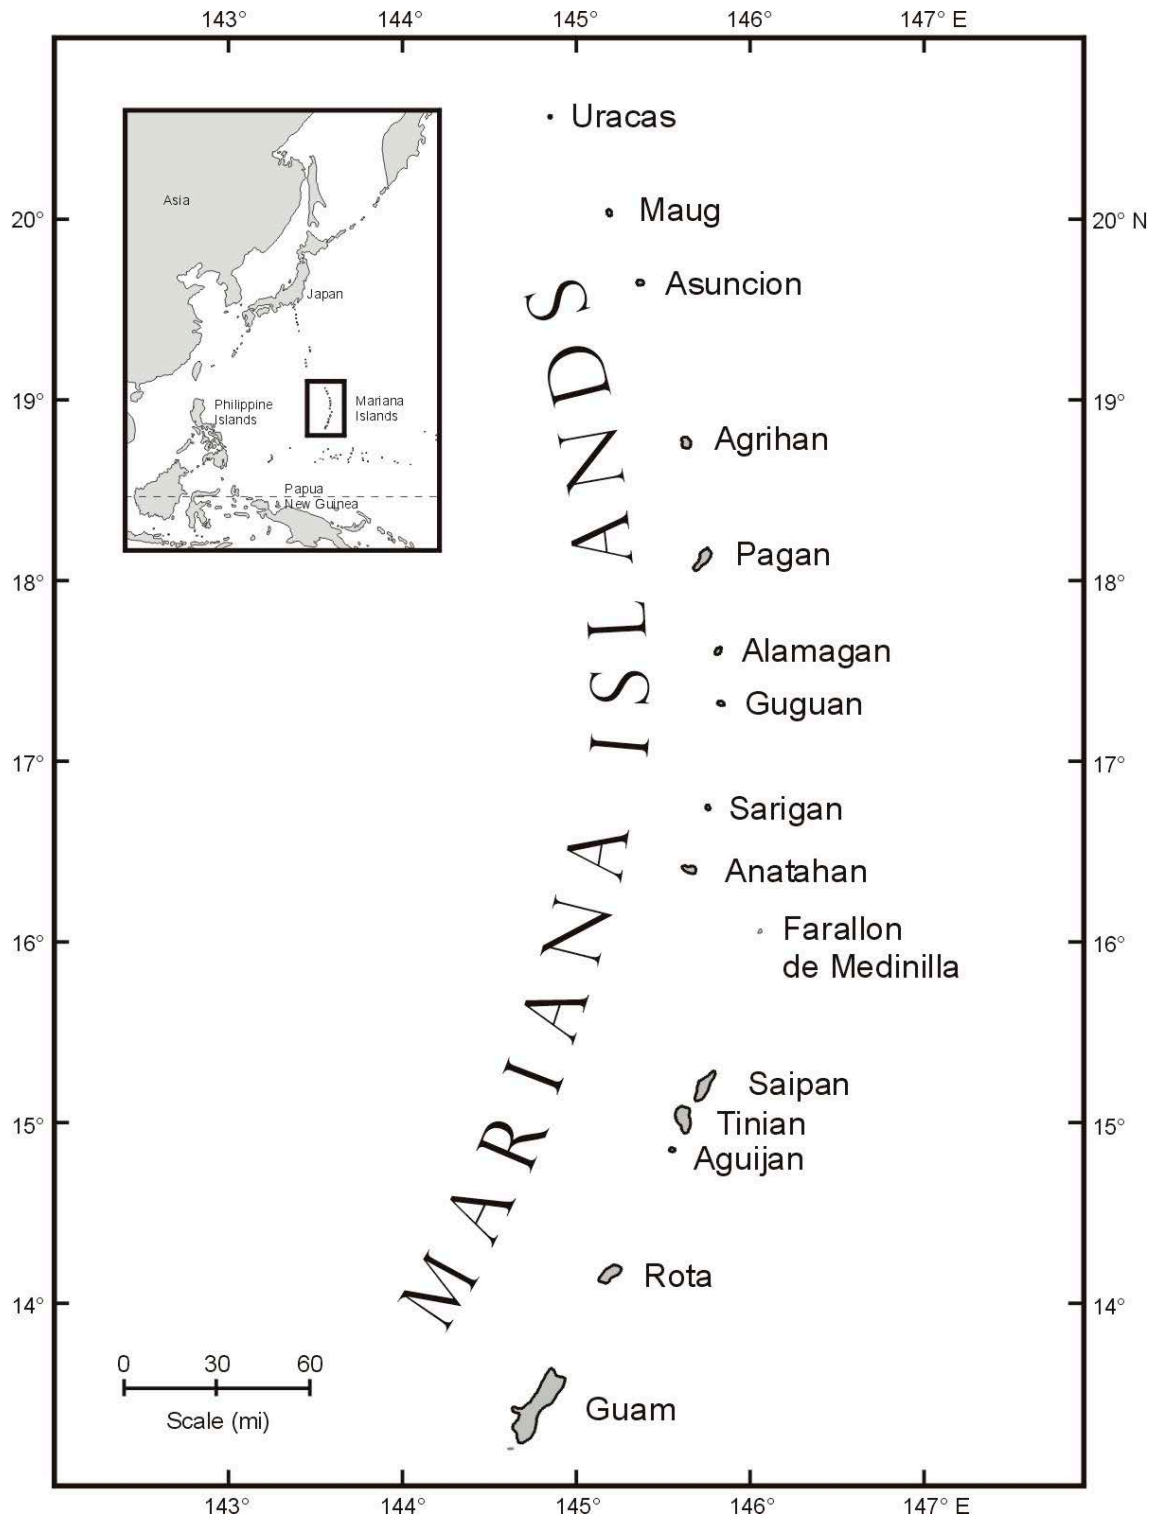 143° 144° 145° 146° 147° E
Uracas
Maug
20° 20° N
Asuncion
Asia
Japan
Philippine
Islands
Mariana
Islands
Papua
New Guinea
19° 19°
Agrihan
Pagan
18° 18°
Alamagan
Guguan
17° 17°
Sarigan
Anatahan
Farallon
de Medinilla
16° 16°
MARIANA ISLANDS
Saipan
Tinian
15° 15°
Aguijan
Rota
14° 14°
0 30 60
Scale (mi)
Guam
143° 144° 145° 146° 147° E